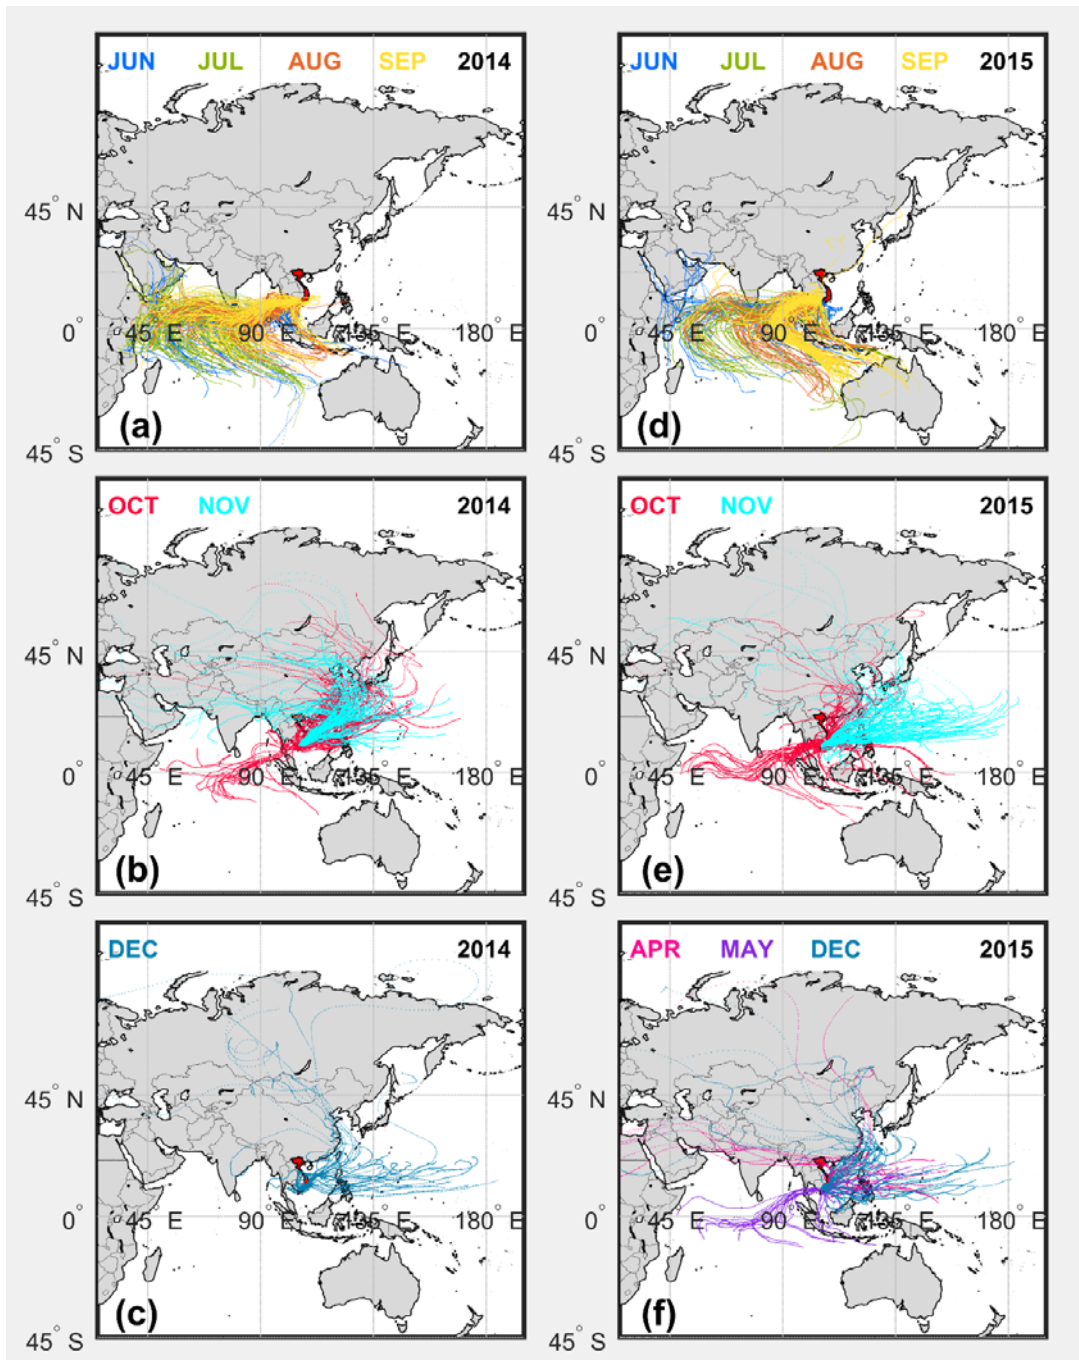 JUN JUL AUG SEP 2014
45° N
0°
45 E 90 E 135 E 180 E
(a)
45° S
JUN JUL AUG SEP 2015
45° N
0°
45 E 90 E 135 E 180 E
(d)
45° S
OCT NOV 2014
45° N
0°
45 E 90 E 135 E 180 E
(b)
45° S
OCT NOV 2015
45° N
0°
45 E 90 E 135 E 180 E
(e)
45° S
DEC 2014
45° N
0°
45 E 90 E 135 E 180 E
(c)
45° S
APR MAY DEC 2015
45° N
0°
45 E 90 E 135 E 180 E
(f)
45° S